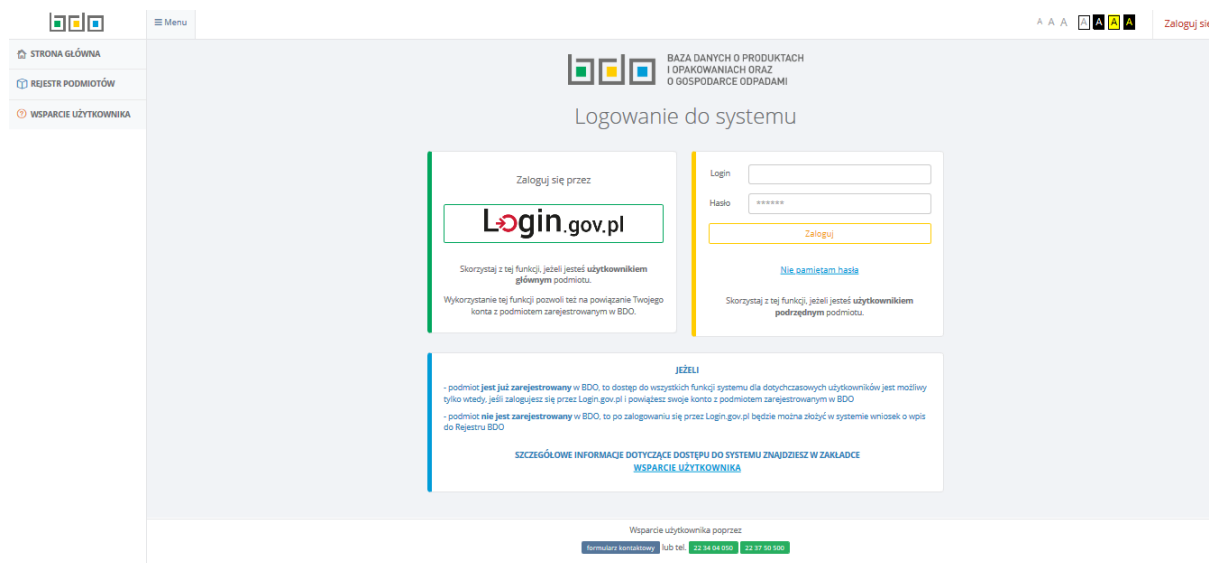 bdo
Menu
A A A A A A A
Zaloguj się
STRONA GŁÓWNA
REJESTR PODMIOTÓW
WSPARCIE UŻYTKOWNIKA
bdo
BAZA DANYCH O PRODUKTACH
I OPAKOWANIACH ORAZ
O GOSPODARCE ODPADAMI
Logowanie do systemu
Zaloguj się przez
Login.gov.pl
Skorzystaj z tej funkcji, jeżeli jesteś użytkownikiem
głównym podmiotu.
Wykorzystanie tej funkcji pozwoli też na powiązanie Twojego
konta z podmiotem zarejestrowanym w BDO.
Login
Hasło
******
Zaloguj
Nie pamiętam hasła
Skorzystaj z tej funkcji, jeżeli jesteś użytkownikiem
podrzędnym podmiotu.
JEŻELI
- podmiot jest już zarejestrowany w BDO, to dostęp do wszystkich funkcji systemu dla dotychczasowych użytkowników jest możliwy
tylko wtedy, jeśli zalogujesz się przez Login.gov.pl i powiążesz swoje konto z podmiotem zarejestrowanym w BDO
- podmiot nie jest zarejestrowany w BDO, to po zalogowaniu się przez Login.gov.pl będzie można złożyć w systemie wniosek o wpis
do Rejestru BDO
SZCZEGÓŁOWE INFORMACJE DOTYCZĄCE DOSTĘPU DO SYSTEMU ZNAJDZIESZ W ZAKŁADCE
WSPARCIE UŻYTKOWNIKA
Wsparcie użytkownika poprzez
formularz kontaktowy lub tel. 22 34 04 050 22 37 50 500